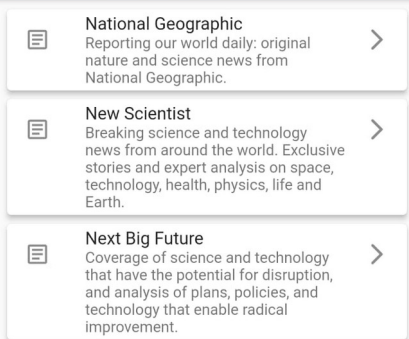 National Geographic
Reporting our world daily: original
nature and science news from
National Geographic.
New Scientist
Breaking science and technology
news from around the world. Exclusive
stories and expert analysis on space,
technology, health, physics, life and
Earth.
Next Big Future
Coverage of science and technology
that have the potential for disruption,
and analysis of plans, policies, and
technology that enable radical
improvement.